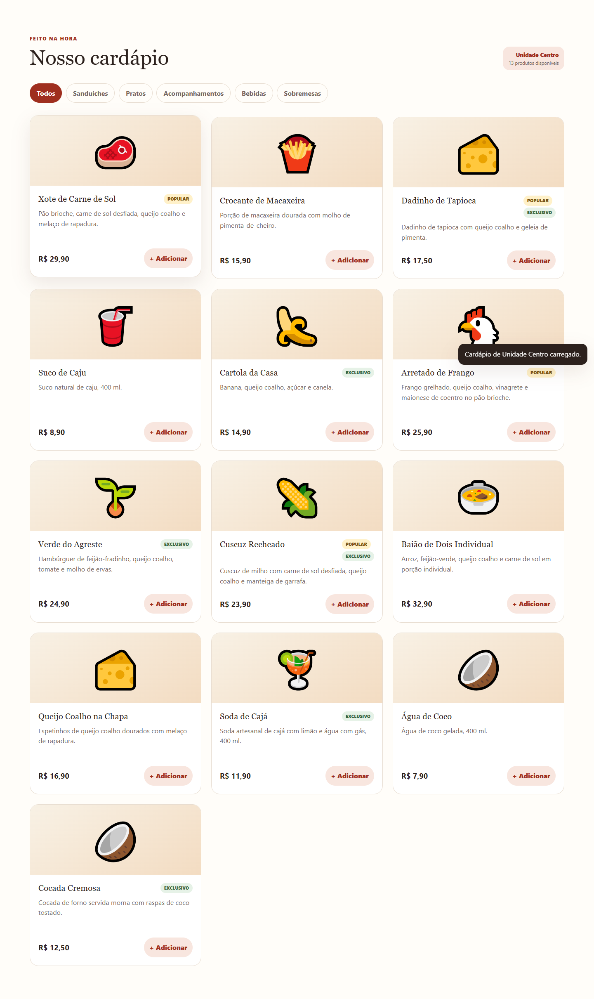 FEITO NA HORA
Nosso cardápio
Unidade Centro
13 produtos disponíveis
Todos
Sanduíches
Pratos
Acompanhamentos
Bebidas
Sobremesas
Xote de Carne de Sol
POPULAR
Pão brioche, carne de sol desfiada, queijo coalho e
melaço de rapadura.
R$ 29,90
+ Adicionar
Crocante de Macaxeira
Porção de macaxeira dourada com molho de
pimenta-de-cheiro.
R$ 15,90
+ Adicionar
Dadinho de Tapioca
POPULAR
EXCLUSIVO
Dadinho de tapioca com queijo coalho e geleia de
pimenta.
R$ 17,50
+ Adicionar
Suco de Caju
Suco natural de caju, 400 ml.
R$ 8,90
+ Adicionar
Cartola da Casa
EXCLUSIVO
Banana, queijo coalho, açúcar e canela.
R$ 14,90
+ Adicionar
Cardápio de Unidade Centro carregado.
Arretado de Frango
POPULAR
Frango grelhado, queijo coalho, vinagrete e
maionese de coentro no pão brioche.
R$ 25,90
+ Adicionar
Verde do Agreste
EXCLUSIVO
Hambúrguer de feijão-fradinho, queijo coalho,
tomate e molho de ervas.
R$ 24,90
+ Adicionar
Cuscuz Recheado
POPULAR
EXCLUSIVO
Cuscuz de milho com carne de sol desfiada, queijo
coalho e manteiga de garrafa.
R$ 23,90
+ Adicionar
Baião de Dois Individual
Arroz, feijão-verde, queijo coalho e carne de sol em
porção individual.
R$ 32,90
+ Adicionar
Queijo Coalho na Chapa
Espetinhos de queijo coalho dourados com melaço
de rapadura.
R$ 16,90
+ Adicionar
Soda de Cajá
EXCLUSIVO
Soda artesanal de cajá com limão e água com gás,
400 ml.
R$ 11,90
+ Adicionar
Água de Coco
Água de coco gelada, 400 ml.
R$ 7,90
+ Adicionar
Cocada Cremosa
EXCLUSIVO
Cocada de forno servida morna com raspas de coco
tostado.
R$ 12,50
+ Adicionar